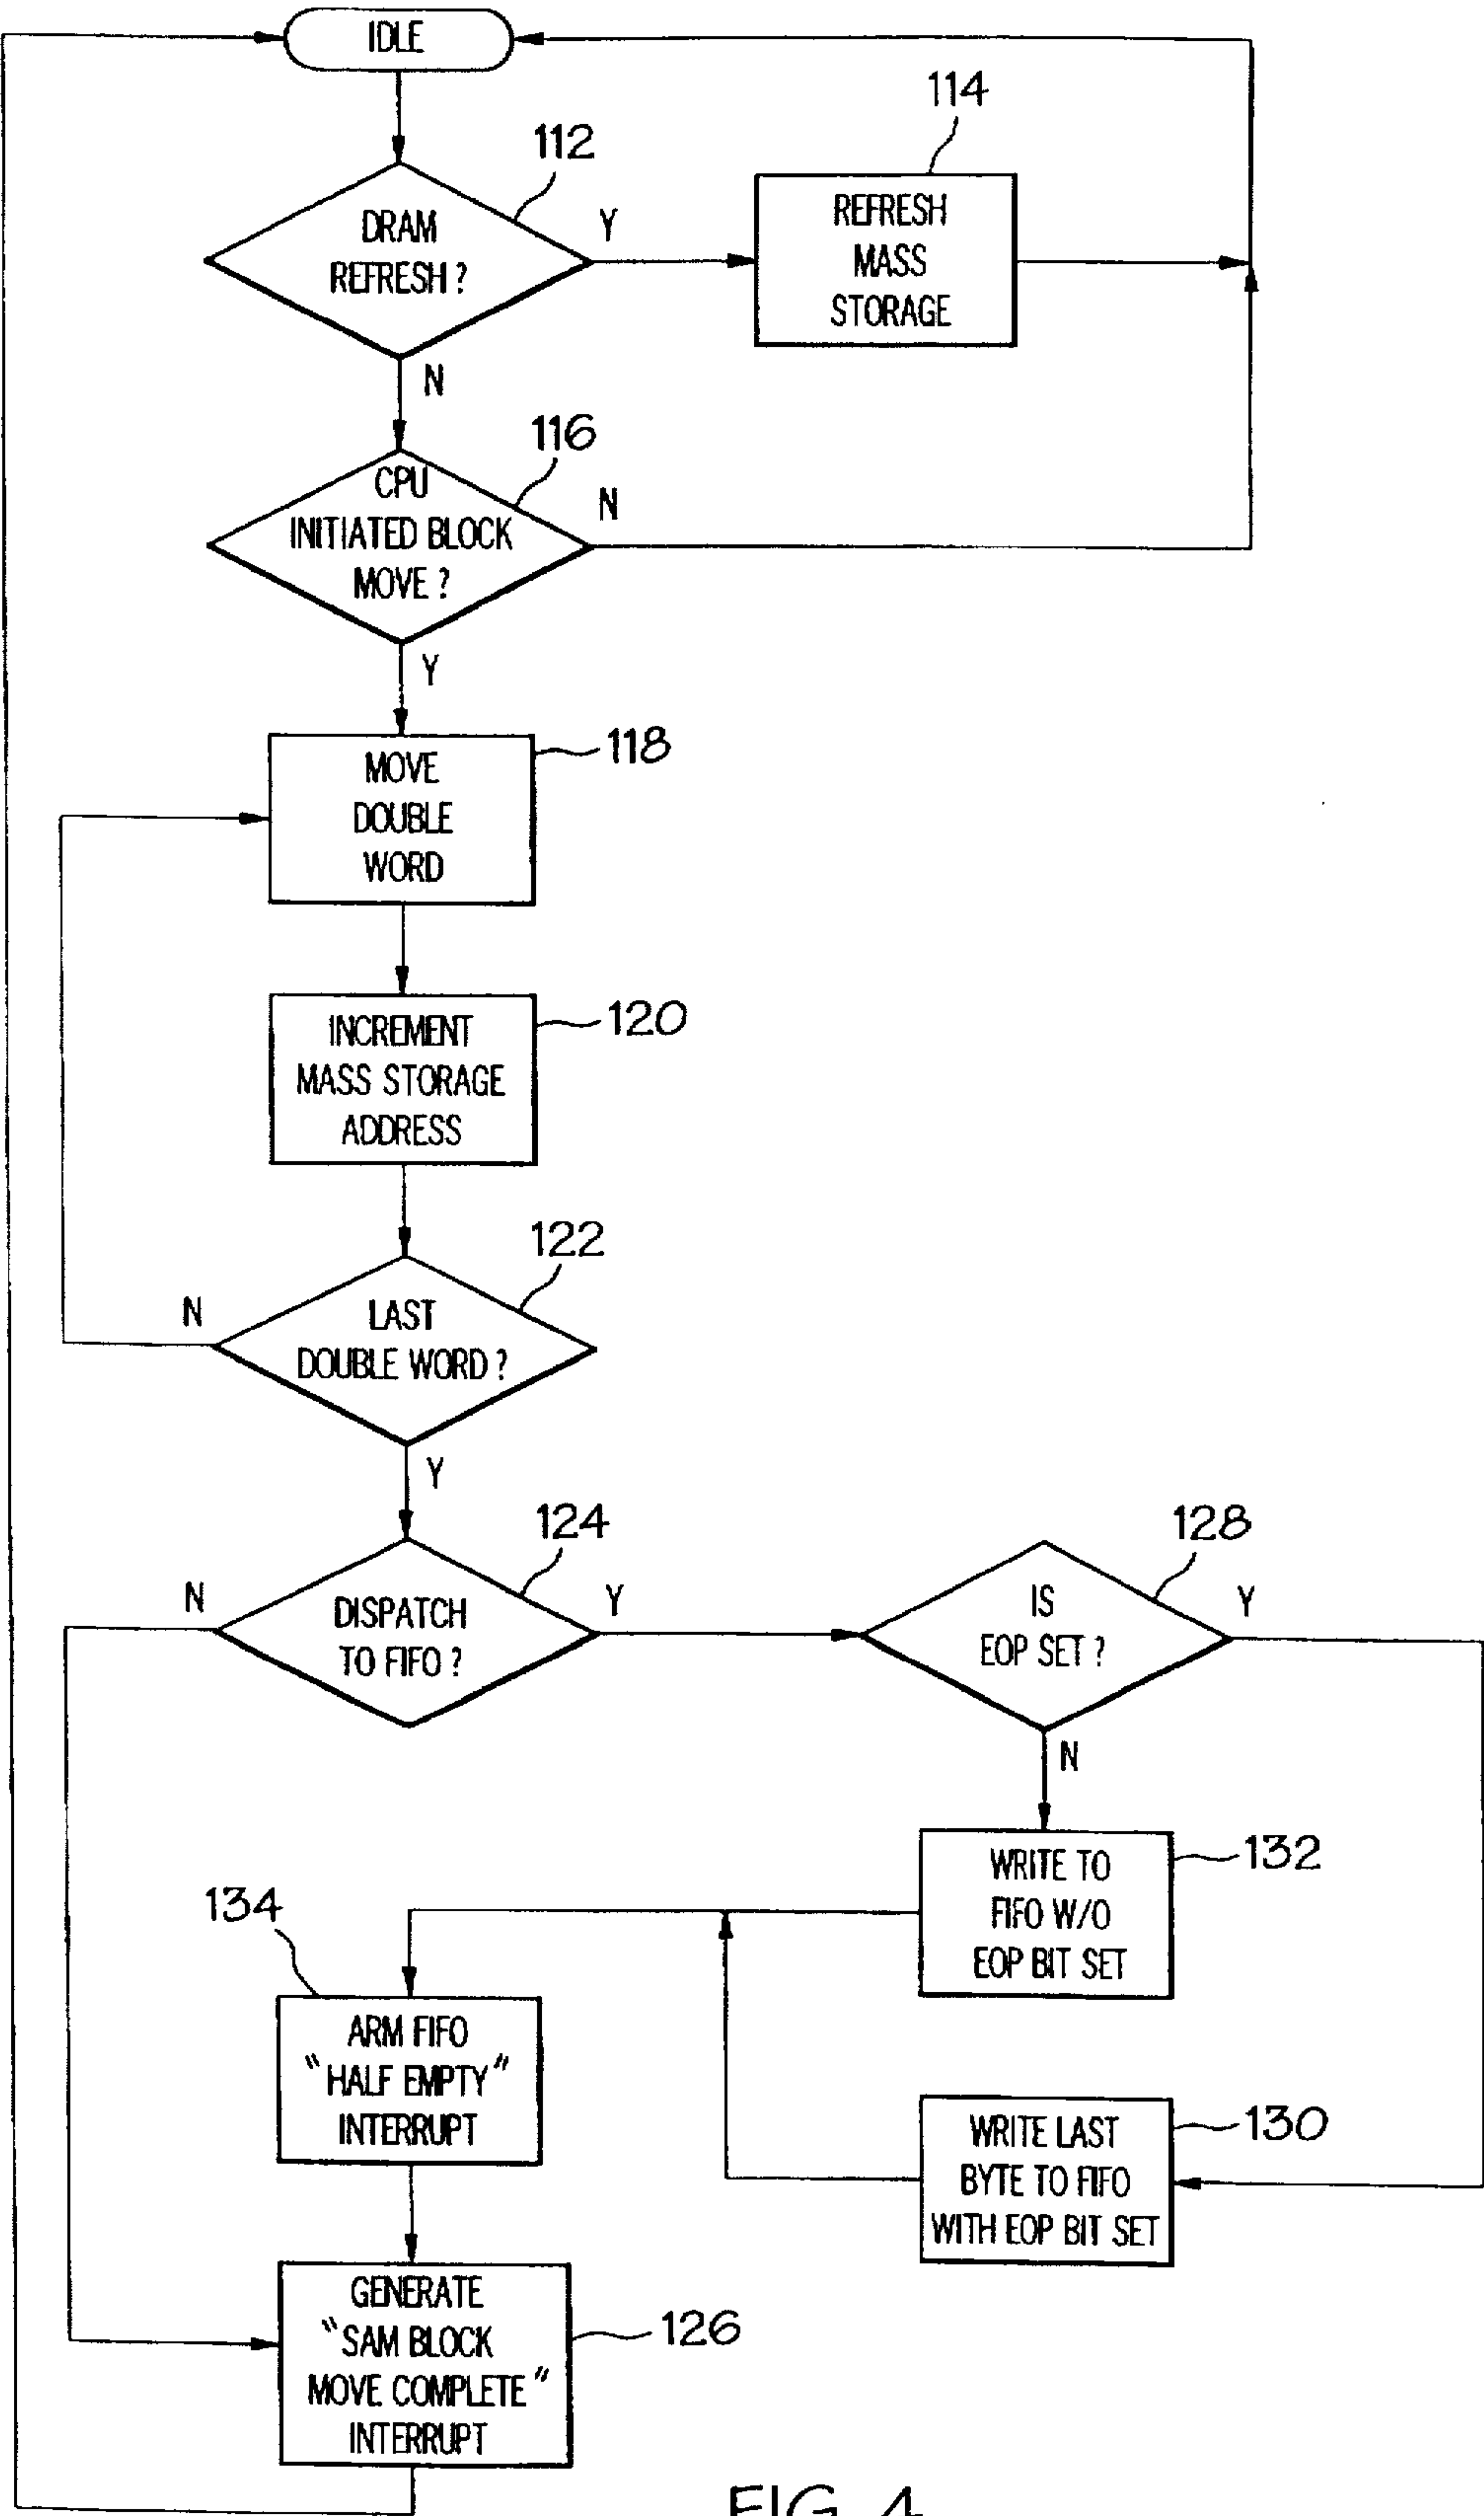 IDLE
112
DRAM
REFRESH ?
Y
N
114
REFRESH
MASS
STORAGE
116
CPU
INITIATED BLOCK
MOVE ?
N
Y
MOVE
DOUBLE
WORD
118
INCREMENT
MASS STORAGE
ADDRESS
120
122
LAST
DOUBLE WORD ?
N
Y
124
DISPATCH
TO FIFO ?
N
Y
128
IS
EOP SET ?
Y
N
WRITE TO
FIFO W/O
EOP BIT SET
132
134
ARM FIFO
"HALF EMPTY"
INTERRUPT
WRITE LAST
BYTE TO FIFO
WITH EOP BIT SET
130
GENERATE
"SAM BLOCK
MOVE COMPLETE"
INTERRUPT
126
FIG. 4